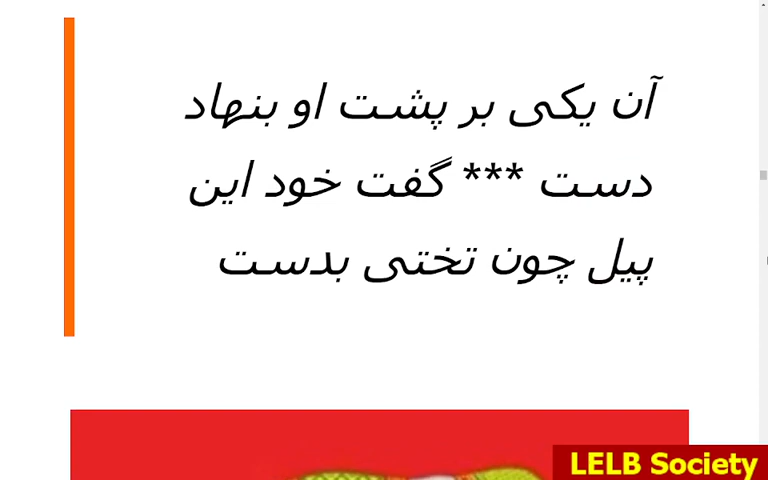 آن یکی بر پشت او بنهاد
دست *** گفت خود این
پیل چون تختی بدست
LELB Society